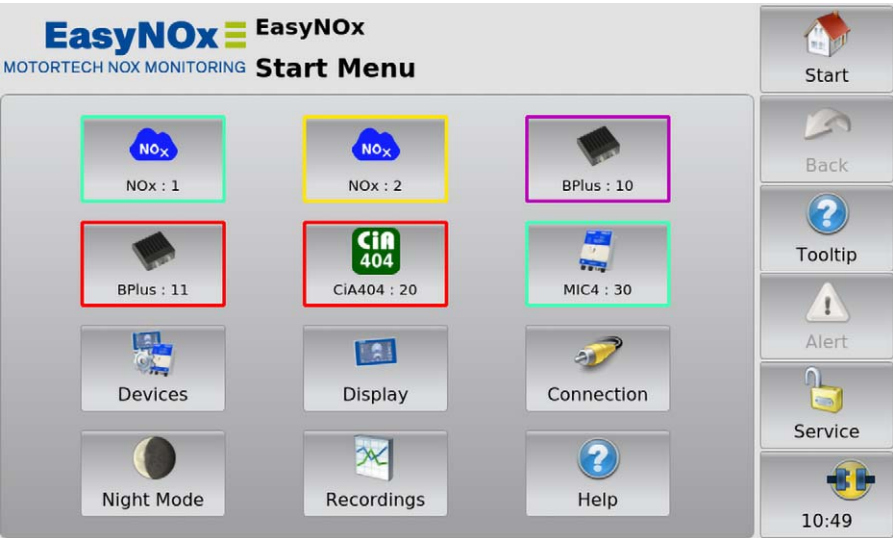 EasyNOx
MOTORTECH NOX MONITORING
EasyNOx
Start Menu
NOx
NOx : 1
NOx
NOx : 2
BPlus : 10
BPlus : 11
CiA
404
CiA404 : 20
MIC4 : 30
Devices
Display
Connection
Night Mode
Recordings
?
Help
Start
Back
?
Tooltip
!
Alert
Service
10:49